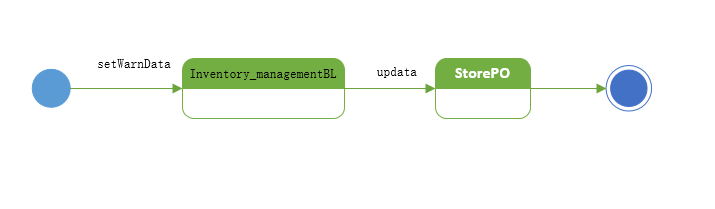 setWarnData
Inventory_managementBL
updata
StorePO